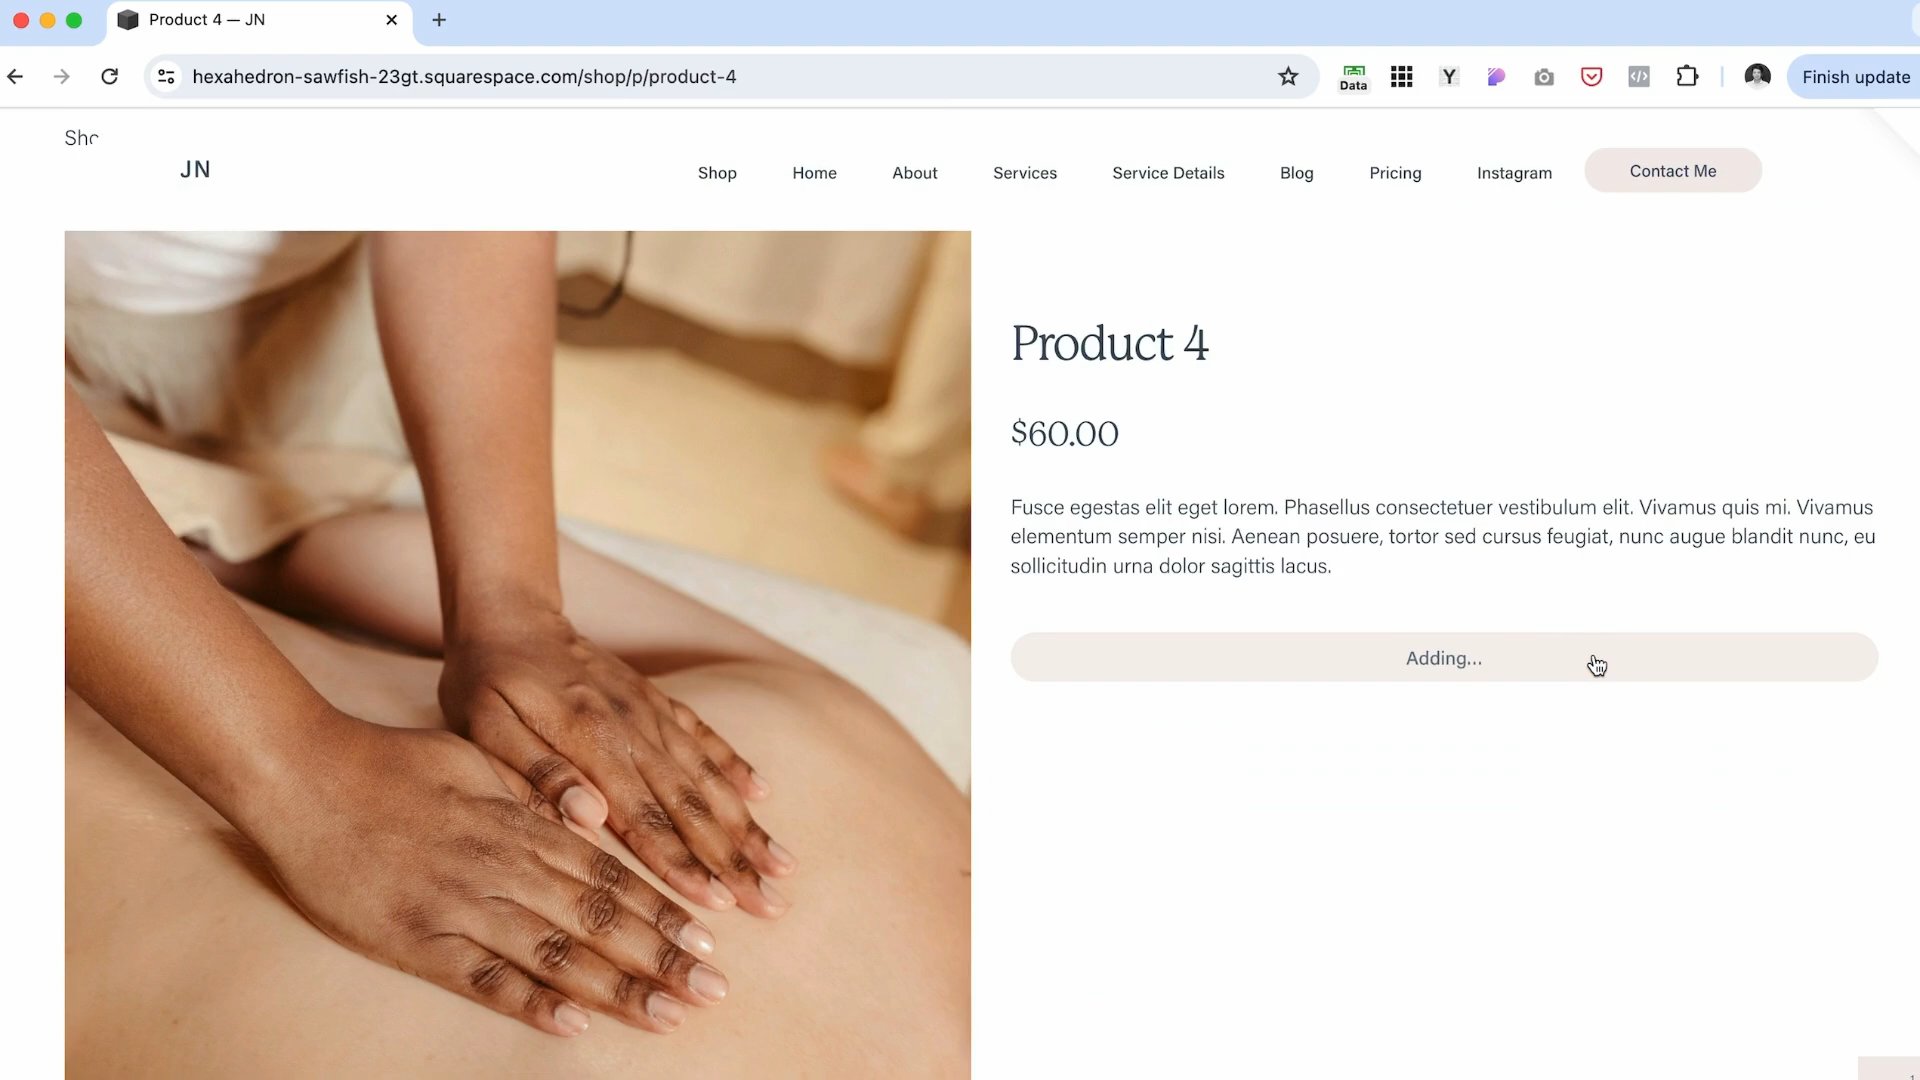 Product 4 — JN
hexahedron-sawfish-23gt.squarespace.com/shop/p/product-4
Data
Y
Finish update
JN
Shop
Home
About
Services
Service Details
Blog
Pricing
Instagram
Contact Me
Product 4
$60.00
Fusce egestas elit eget lorem. Phasellus consectetuer vestibulum elit. Vivamus quis mi. Vivamus
elementum semper nisi. Aenean posuere, tortor sed cursus feugiat, nunc augue blandit nunc, eu
sollicitudin urna dolor sagittis lacus.
Adding...